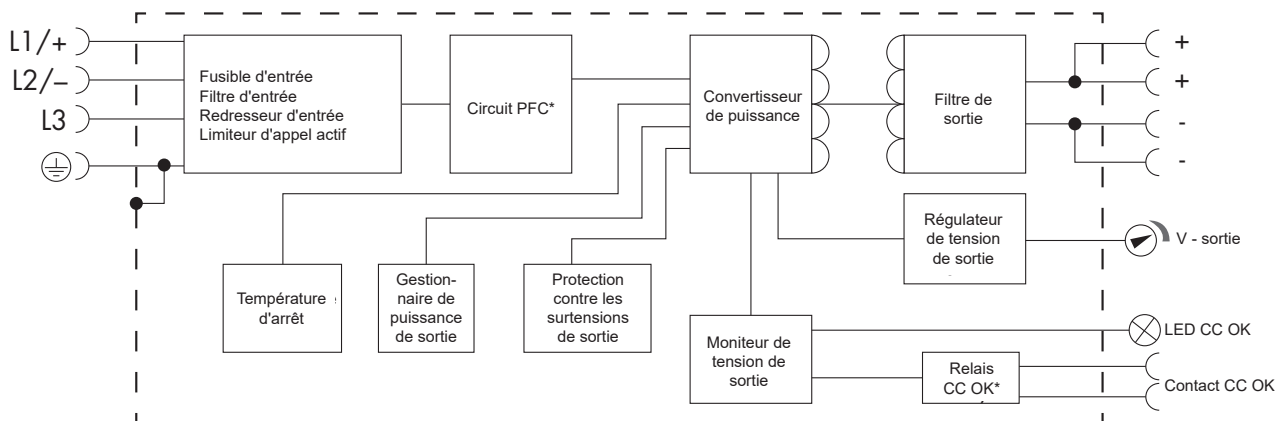 L1/+
L2/–
L3
Fusible d'entrée
Filtre d'entrée
Redresseur d'entrée
Limiteur d'appel actif
Circuit PFC*
Convertisseur
de puissance
Filtre de
sortie
+
+
-
-
Régulateur
de tension
de sortie
V - sortie
Température
d'arrêt
Gestion-
naire de
puissance
de sortie
Protection
contre les
surtensions
de sortie
Moniteur de
tension de
sortie
LED CC OK
Relais
CC OK*
Contact CC OK